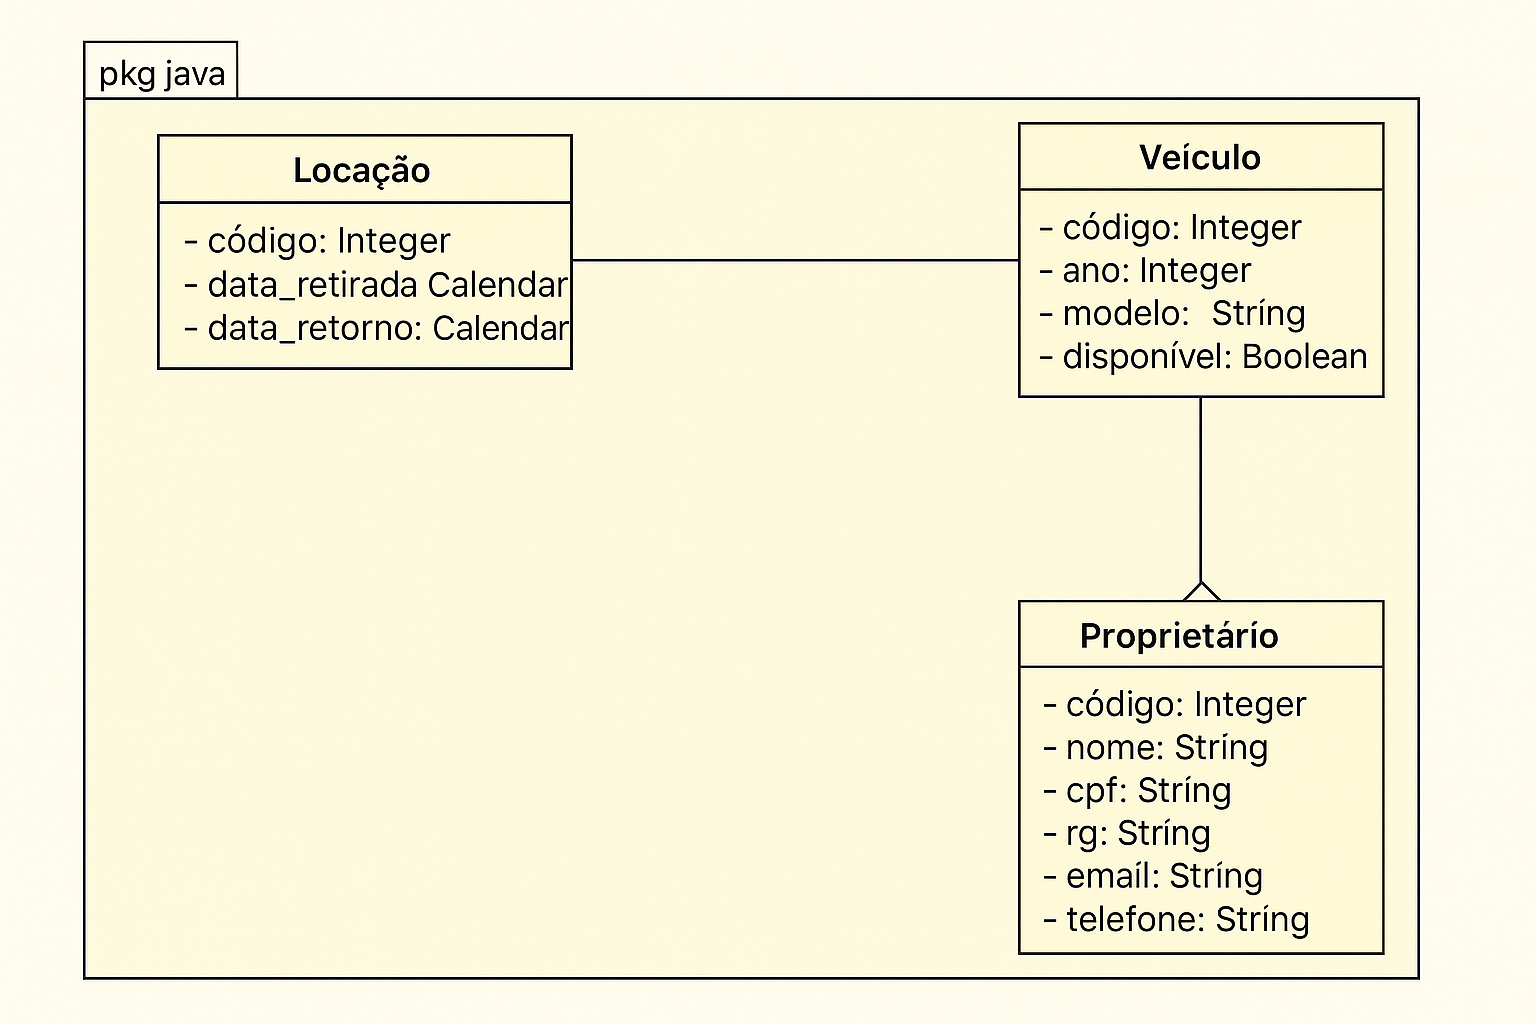 pkg java
Locação
- código: Integer
- data_retirada Calendar
- data_retorno: Calendar
Veículo
- código: Integer
- ano: Integer
- modelo: Stríng
- disponível: Boolean
Proprietárío
- código: Integer
- nome: Stríng
- cpf: Stríng
- rg: Stríng
- emaíl: Stríng
- telefone: Stríng